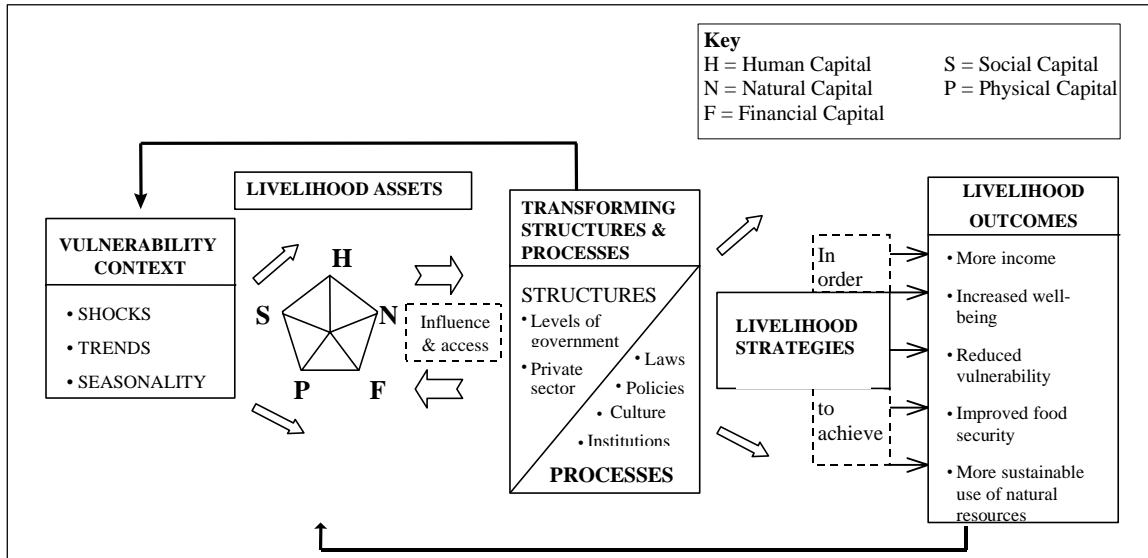 Key
H = Human Capital
S = Social Capital
N = Natural Capital
P = Physical Capital
F = Financial Capital
LIVELIHOOD ASSETS
VULNERABILITY
CONTEXT
• SHOCKS
• TRENDS
• SEASONALITY
H
S
N
P
F
Influence
& access
TRANSFORMING
STRUCTURES &
PROCESSES
STRUCTURES
• Levels of
government
• Private
sector
• Laws
• Policies
• Culture
• Institutions
PROCESSES
In
order
LIVELIHOOD
STRATEGIES
to
achieve
LIVELIHOOD
OUTCOMES
• More income
• Increased well-
being
• Reduced
vulnerability
• Improved food
security
• More sustainable
use of natural
resources